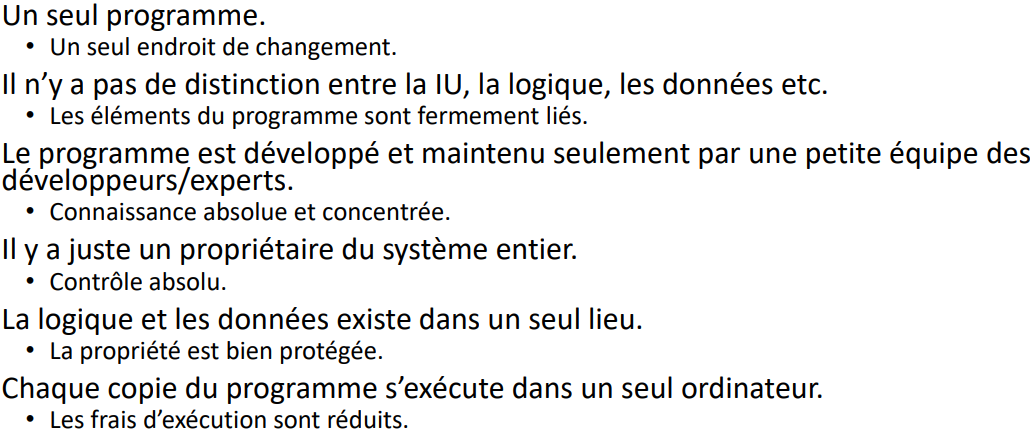 Un seul programme.
• Un seul endroit de changement.
Il n’y a pas de distinction entre la IU, la logique, les données etc.
• Les éléments du programme sont fermement liés.
Le programme est développé et maintenu seulement par une petite équipe des
développeurs/experts.
• Connaissance absolue et concentrée.
Il y a juste un propriétaire du système entier.
• Contrôle absolu.
La logique et les données existe dans un seul lieu.
• La propriété est bien protégée.
Chaque copie du programme s’exécute dans un seul ordinateur.
• Les frais d’exécution sont réduits.